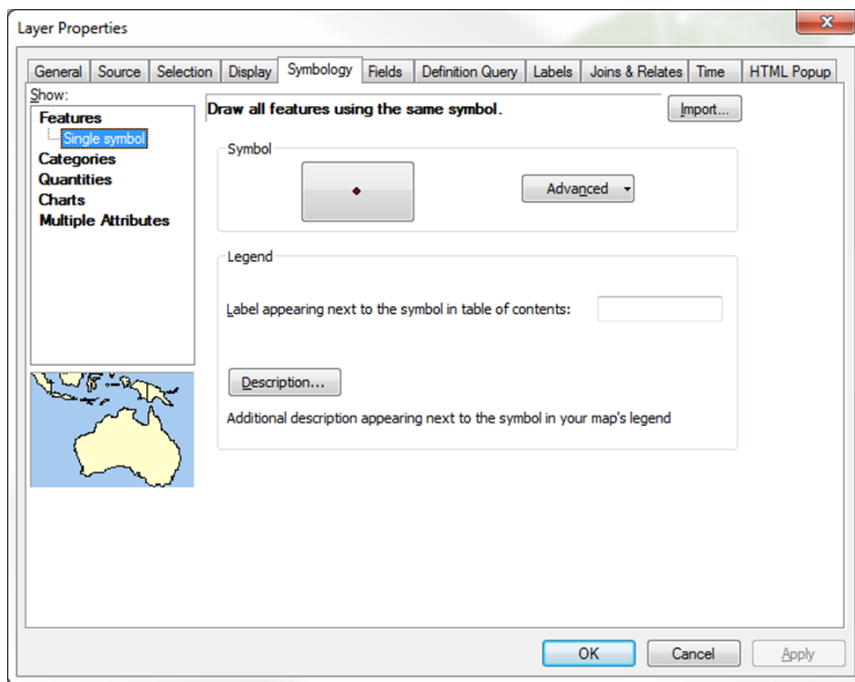 Layer Properties
General Source Selection Display Symbology Fields Definition Query Labels Joins & Relates Time HTML Popup
Show:
Features
Single symbol
Categories
Quantities
Charts
Multiple Attributes
Draw all features using the same symbol.
Import...
Symbol
Advanced
Legend
Label appearing next to the symbol in table of contents:
Description...
Additional description appearing next to the symbol in your map's legend
OK Cancel Apply